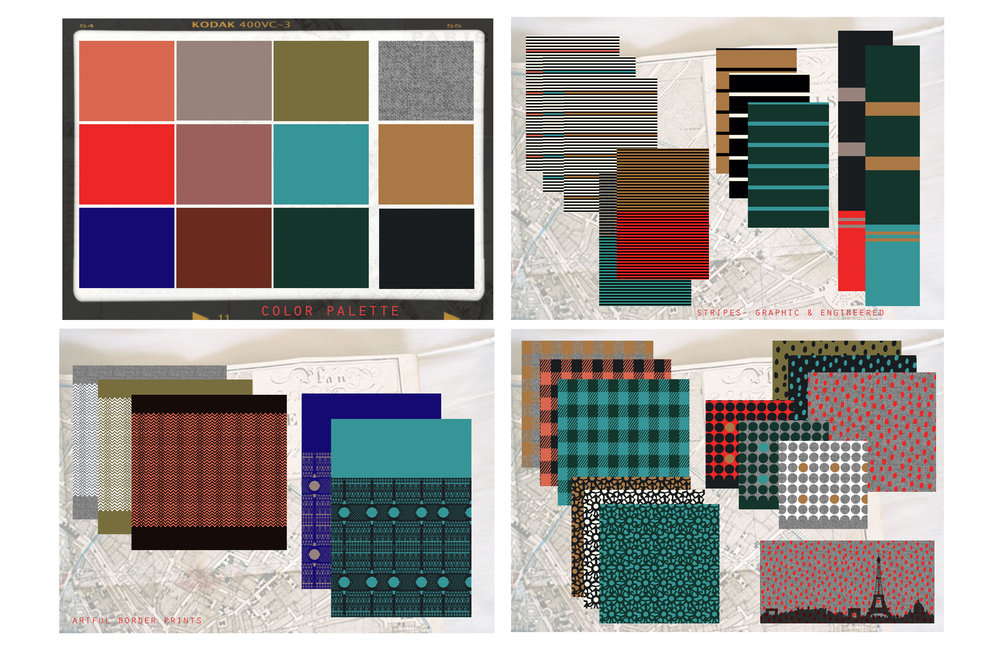 54
KODAK 400VC-3
55
11
COLOR PALETTE
STRIPES- GRAPHIC & ENGINEERED
Plan
ARTFUL BORDER PRINTS